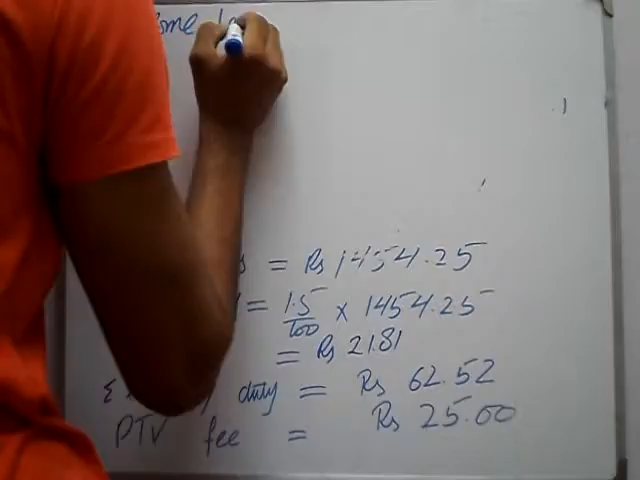 ome
= Rs 1454.25
= 1.5/100 x 1454.25
= Rs 21.81
duty = Rs 62.52
PTV fee = Rs 25.00